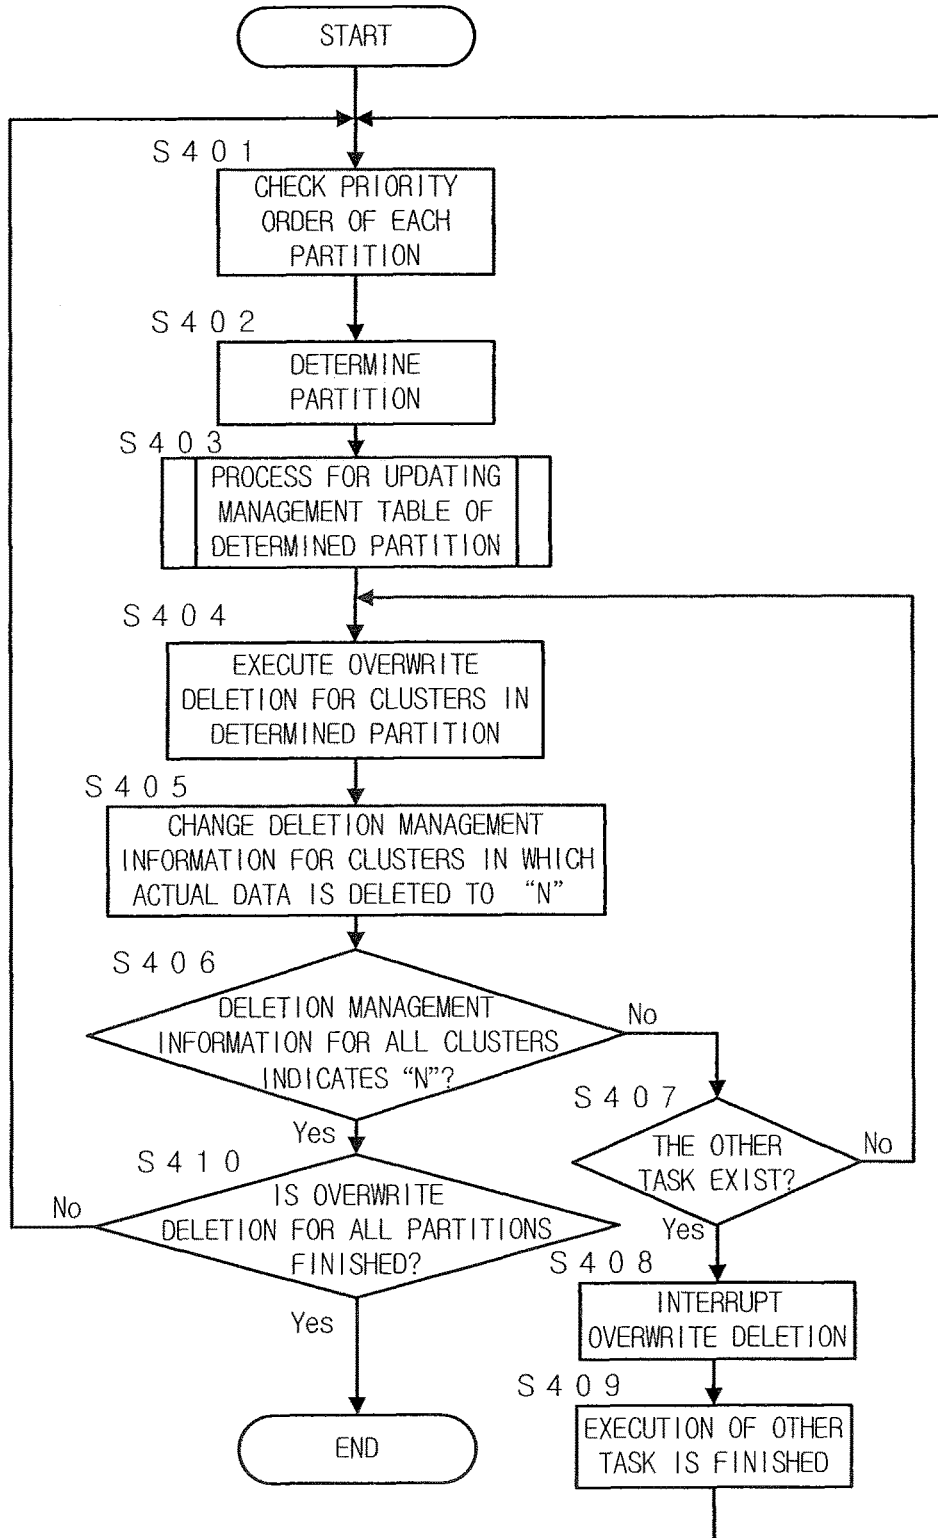 START
S401
CHECK PRIORITY
ORDER OF EACH
PARTITION
S402
DETERMINE
PARTITION
S403
PROCESS FOR UPDATING
MANAGEMENT TABLE OF
DETERMINED PARTITION
S404
EXECUTE OVERWRITE
DELETION FOR CLUSTERS IN
DETERMINED PARTITION
S405
CHANGE DELETION MANAGEMENT
INFORMATION FOR CLUSTERS IN WHICH
ACTUAL DATA IS DELETED TO “N”
S406
DELETION MANAGEMENT
INFORMATION FOR ALL CLUSTERS
INDICATES “N”?
No
Yes
S407
THE OTHER
TASK EXIST?
No
Yes
S410
IS OVERWRITE
DELETION FOR ALL PARTITIONS
FINISHED?
No
Yes
S408
INTERRUPT
OVERWRITE DELETION
S409
EXECUTION OF OTHER
TASK IS FINISHED
END